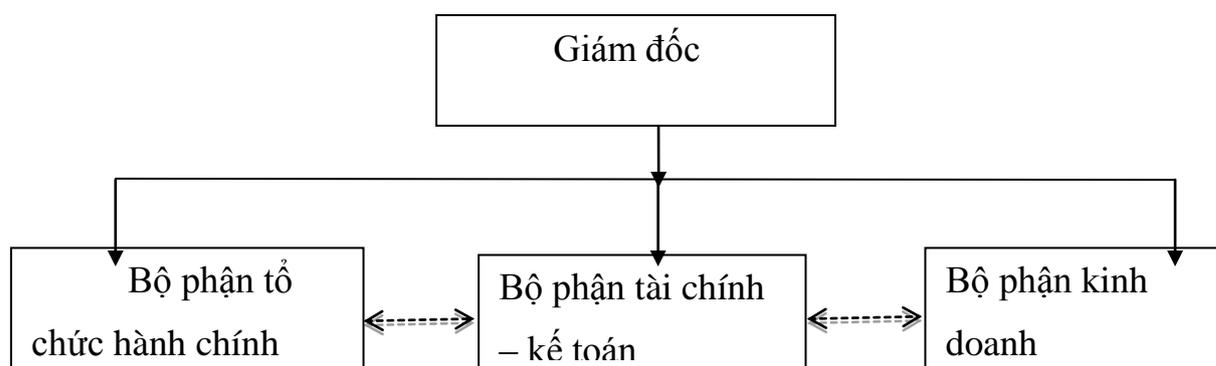 Giám đốc
Bộ phận tổ
chức hành chính
Bộ phận tài chính
– kế toán
Bộ phận kinh
doanh